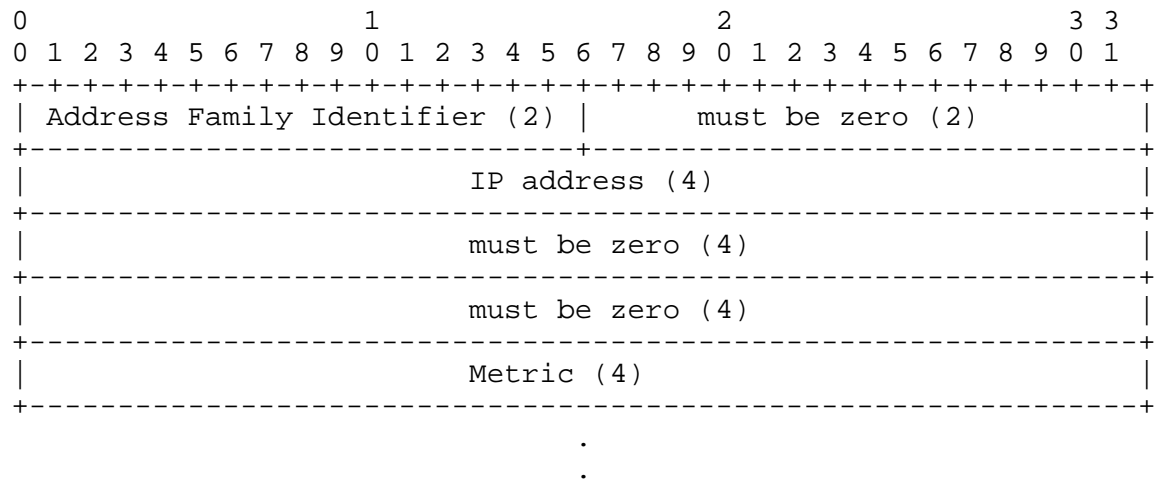 0                   1                   2                   3 3
0 1 2 3 4 5 6 7 8 9 0 1 2 3 4 5 6 7 8 9 0 1 2 3 4 5 6 7 8 9 0 1
+-+-+-+-+-+-+-+-+-+-+-+-+-+-+-+-+-+-+-+-+-+-+-+-+-+-+-+-+-+-+-+-+
| Address Family Identifier (2) |      must be zero (2)         |
+-------------------------------+-------------------------------+
|                         IP address (4)                        |
+---------------------------------------------------------------+
|                         must be zero (4)                      |
+---------------------------------------------------------------+
|                         must be zero (4)                      |
+---------------------------------------------------------------+
|                         Metric (4)                            |
+---------------------------------------------------------------+
                                .
                                .